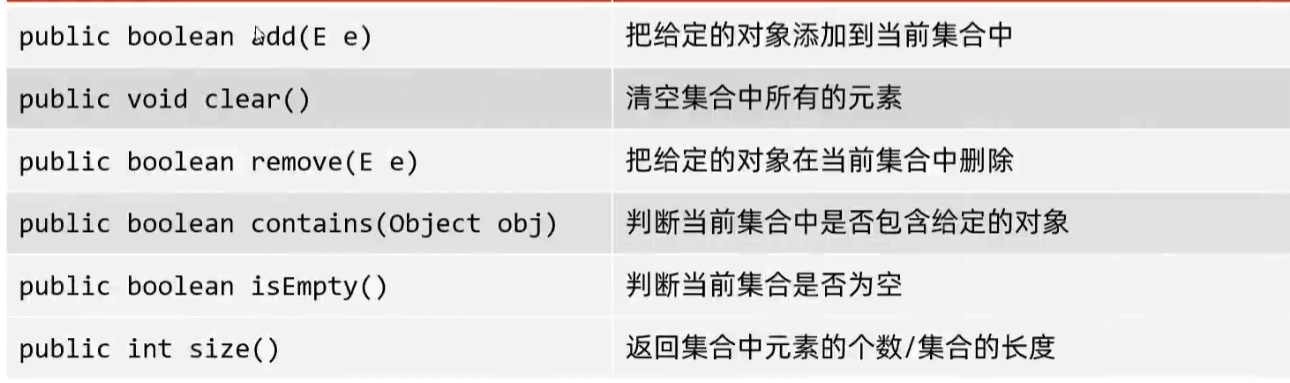 public boolean add(E e) 把给定的对象添加到当前集合中
public void clear() 清空集合中所有的元素
public boolean remove(E e) 把给定的对象在当前集合中删除
public boolean contains(Object obj) 判断当前集合中是否包含给定的对象
public boolean isEmpty() 判断当前集合是否为空
public int size() 返回集合中元素的个数/集合的长度